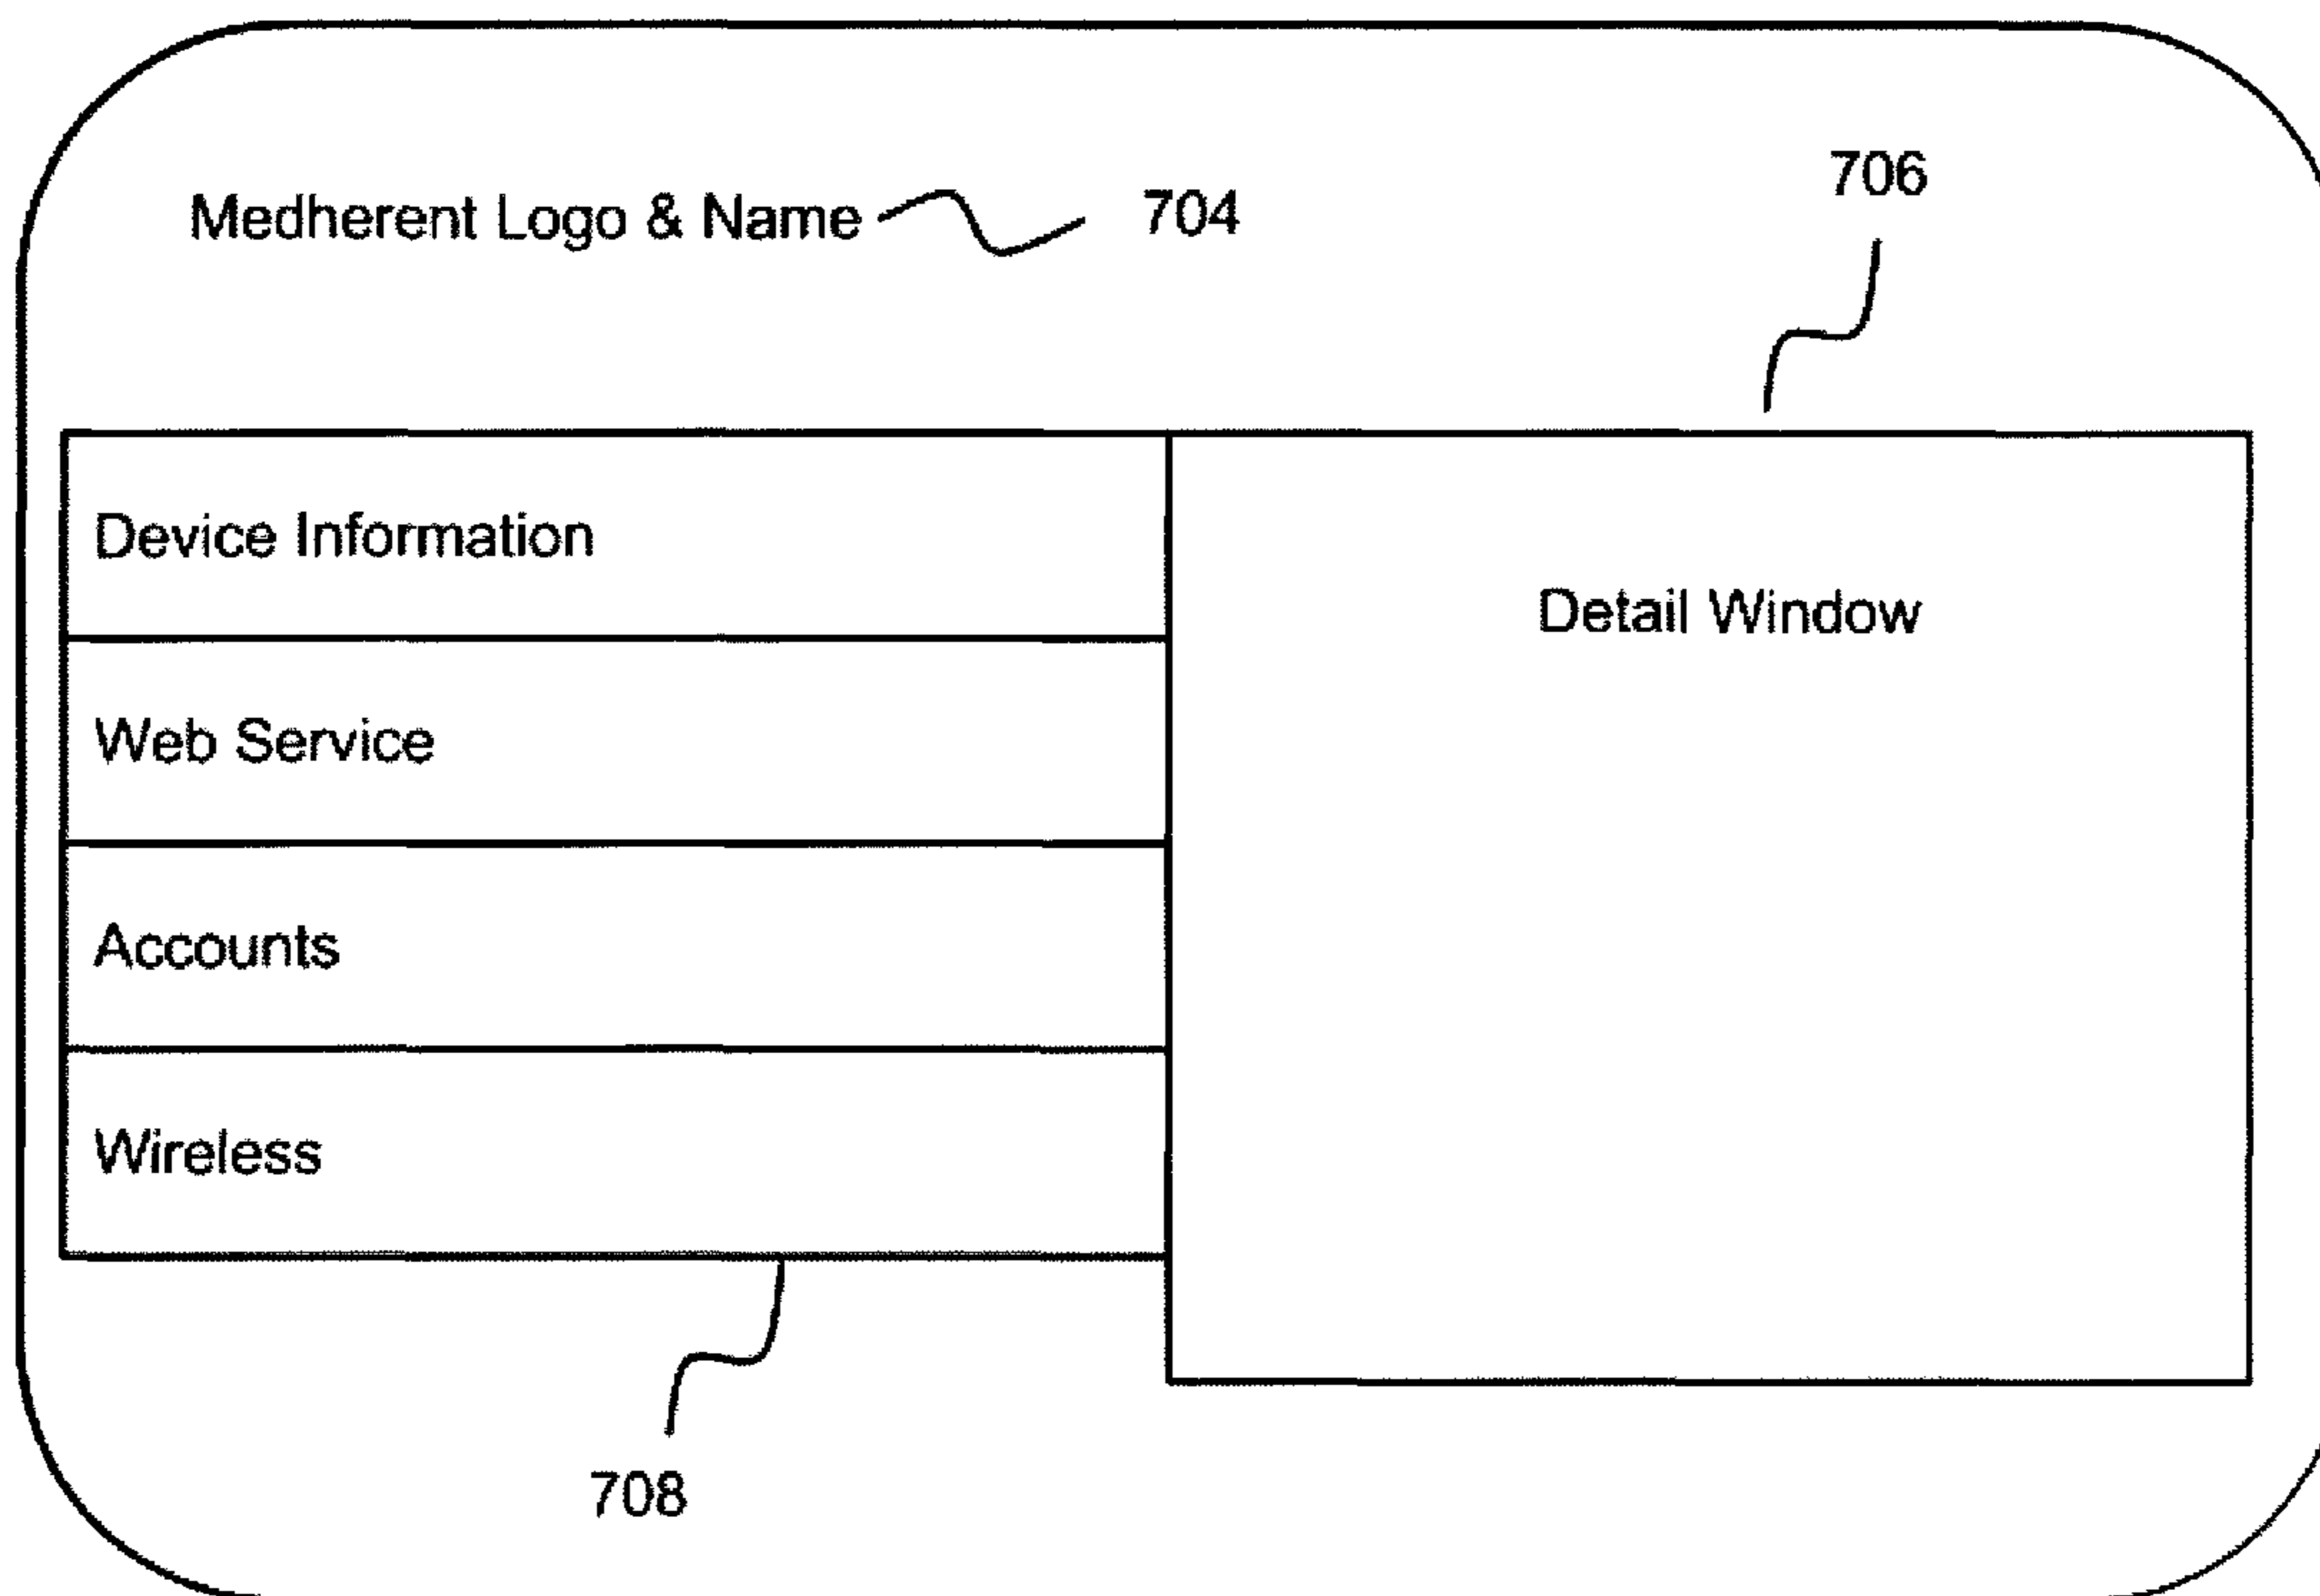 Medherent Logo & Name 704
706
Device Information
Detail Window
Web Service
Accounts
Wireless
708